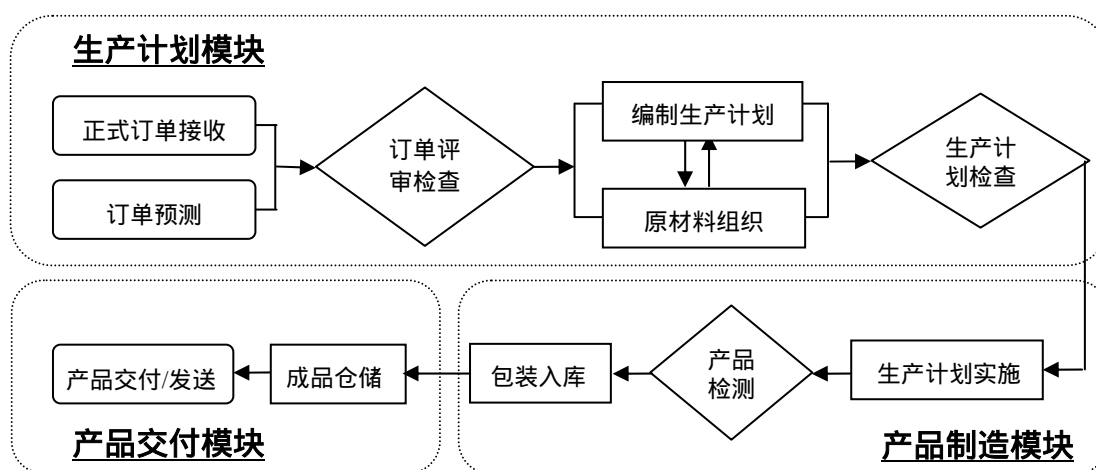 生产计划模块
正式订单接收
订单预测
订单评
审检查
编制生产计划
原材料组织
生产计
划检查
生产计划实施
产品
检测
包装入库
成品仓储
产品交付/发送
产品交付模块
产品制造模块